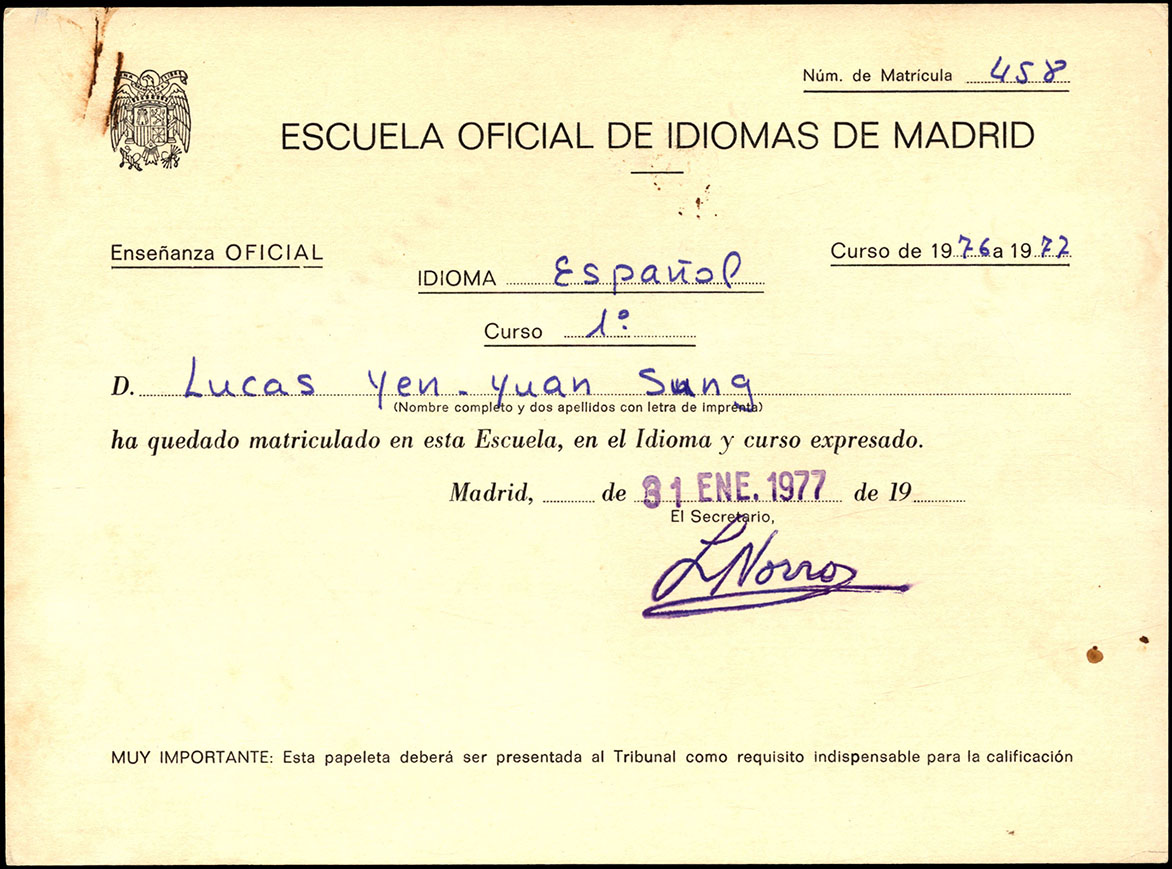 Núm. de Matrícula 458
ESCUELA OFICIAL DE IDIOMAS DE MADRID
Enseñanza OFICIAL
Curso de 1976 a 1977
IDIOMA Español
Curso 1º
D. Lucas Yen-Yuan Sung
(Nombre completo y dos apellidos con letra de imprenta)
ha quedado matriculado en esta Escuela, en el Idioma y curso expresado.
Madrid, de 31 ENE. 1977 de 19
El Secretario,
L Norros
MUY IMPORTANTE: Esta papeleta deberá ser presentada al Tribunal como requisito indispensable para la calificación